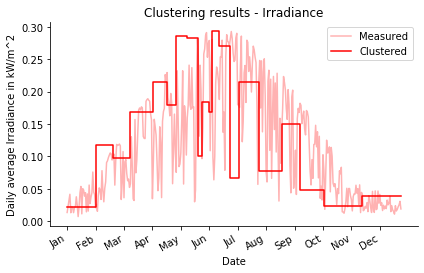 Clustering results - Irradiance
Measured
Clustered
Daily average Irradiance in kW/m^2
0.30
0.25
0.20
0.15
0.10
0.05
0.00
Jan Feb Mar Apr May Jun Jul Aug Sep Oct Nov Dec
Date